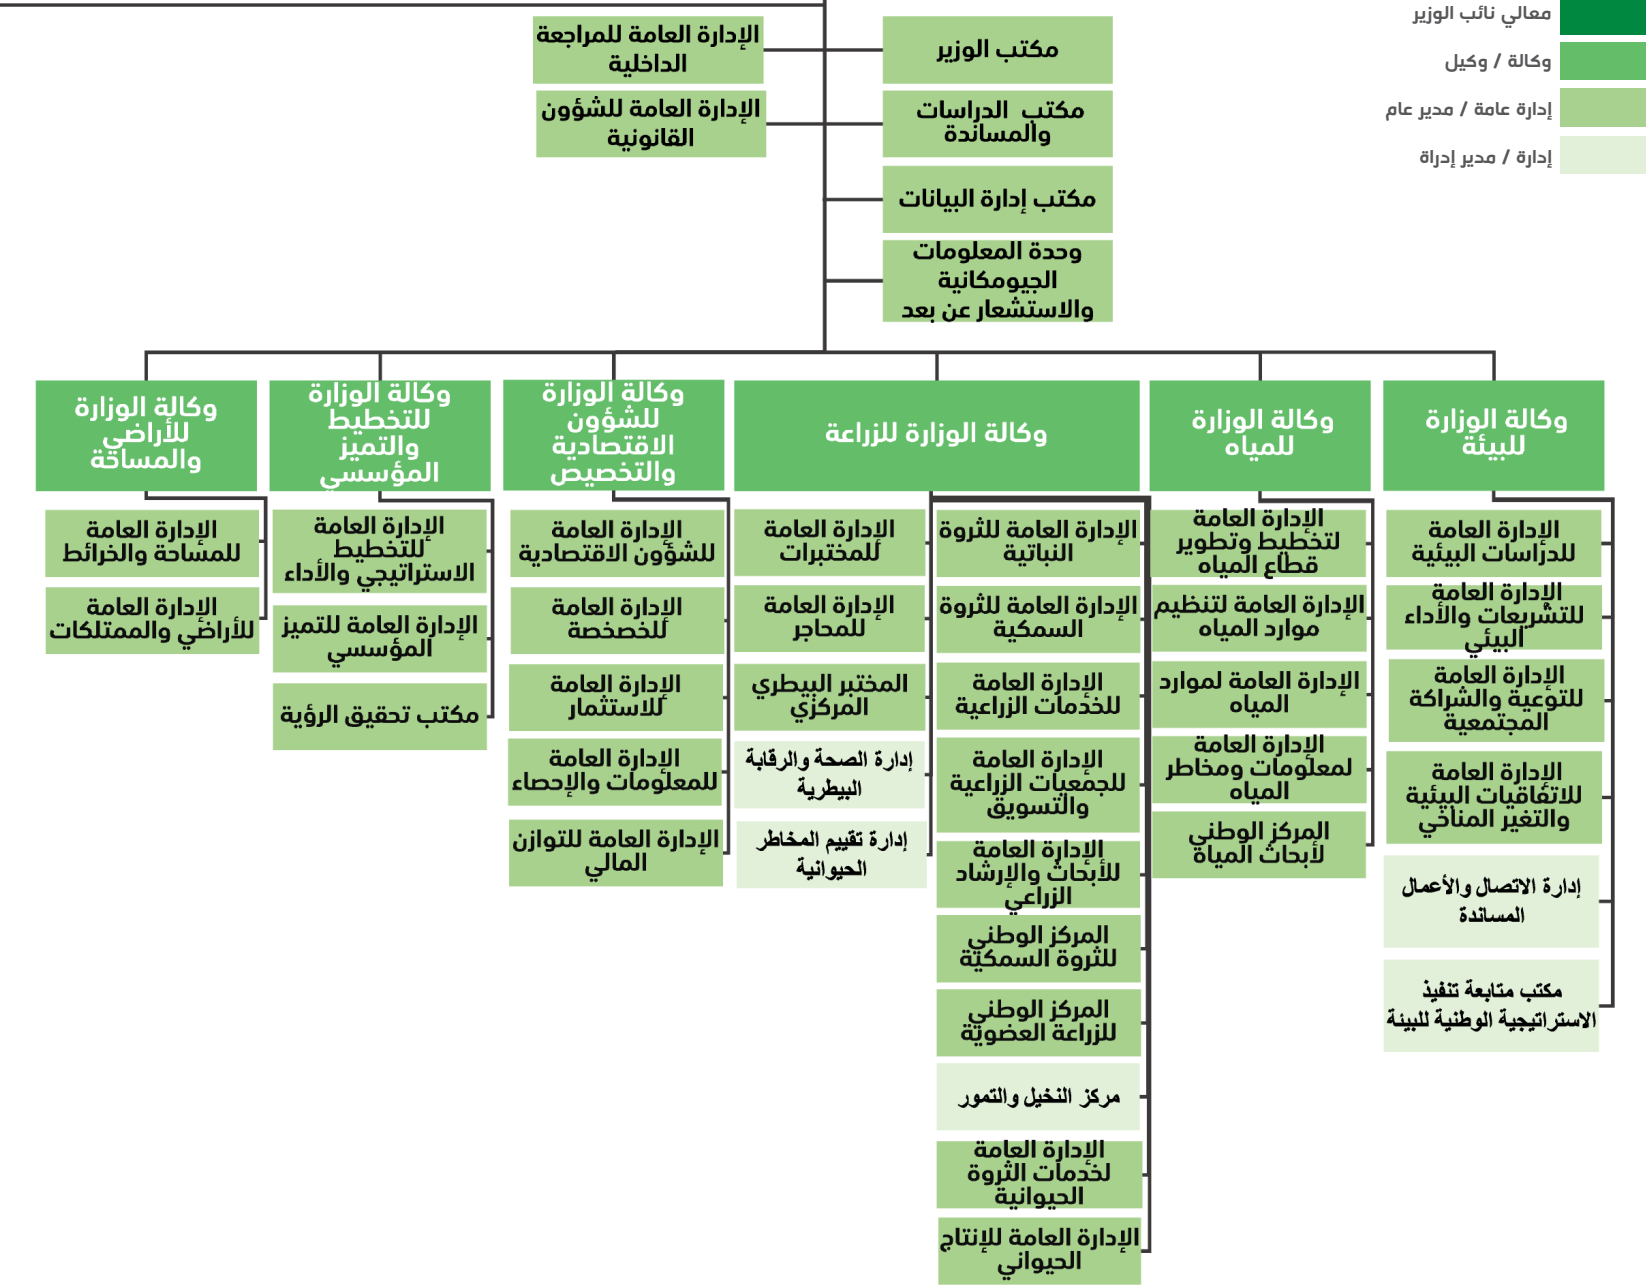 معالي نائب الوزير
وكالة / وكيل
إدارة عامة / مدير عام
إدارة / مدير إدراة
مكتب الوزير
الإدارة العامة للمراجعة
الداخلية
مكتب الدراسات
والمساندة
الإدارة العامة للشؤون
القانونية
مكتب إدارة البيانات
وحدة المعلومات
الجيومكانية
والاستشعار عن بعد
وكالة الوزارة
للبيئة
الإدارة العامة
للدراسات البيئية
الإدارة العامة
للتشريعات والأداء
البيئي
الإدارة العامة
للتوعية والشراكة
المجتمعية
الإدارة العامة
للاتفاقيات البيئية
والتغير المناخي
إدارة الاتصال والأعمال
المساندة
مكتب متابعة تنفيذ
الاستراتيجية الوطنية للبيئة
وكالة الوزارة
للمياه
الإدارة العامة
لتخطيط وتطوير
قطاع المياه
الإدارة العامة لتنظيم
موارد المياه
الإدارة العامة لموارد
المياه
الإدارة العامة
لمعلومات ومخاطر
المياه
المركز الوطني
لأبحاث المياه
وكالة الوزارة للزراعة
الإدارة العامة للثروة
النباتية
الإدارة العامة للثروة
السمكية
الإدارة العامة
للخدمات الزراعية
الإدارة العامة
للجمعيات الزراعية
والتسويق
الإدارة العامة
للأبحاث والإرشاد
الزراعي
المركز الوطني
للثروة السمكية
المركز الوطني
للزراعة العضوية
مركز النخيل والتمور
الإدارة العامة
لخدمات الثروة
الحيوانية
الإدارة العامة للإنتاج
الحيواني
الإدارة العامة
للمختبرات
الإدارة العامة
للمحاجر
المختبر البيطري
المركزي
إدارة الصحة والرقابة
البيطرية
إدارة تقييم المخاطر
الحيوانية
وكالة الوزارة
للشؤون
الاقتصادية
والتخصيص
الإدارة العامة
للشؤون الاقتصادية
الإدارة العامة
للخصخصة
الإدارة العامة
للاستثمار
الإدارة العامة
للمعلومات والإحصاء
الإدارة العامة للتوازن
المالي
وكالة الوزارة
للتخطيط
والتميز
المؤسسي
الإدارة العامة
للتخطيط
الاستراتيجي والأداء
الإدارة العامة للتميز
المؤسسي
مكتب تحقيق الرؤية
وكالة الوزارة
للأراضي
والمساحة
الإدارة العامة
للمساحة والخرائط
الإدارة العامة
للأراضي والممتلكات